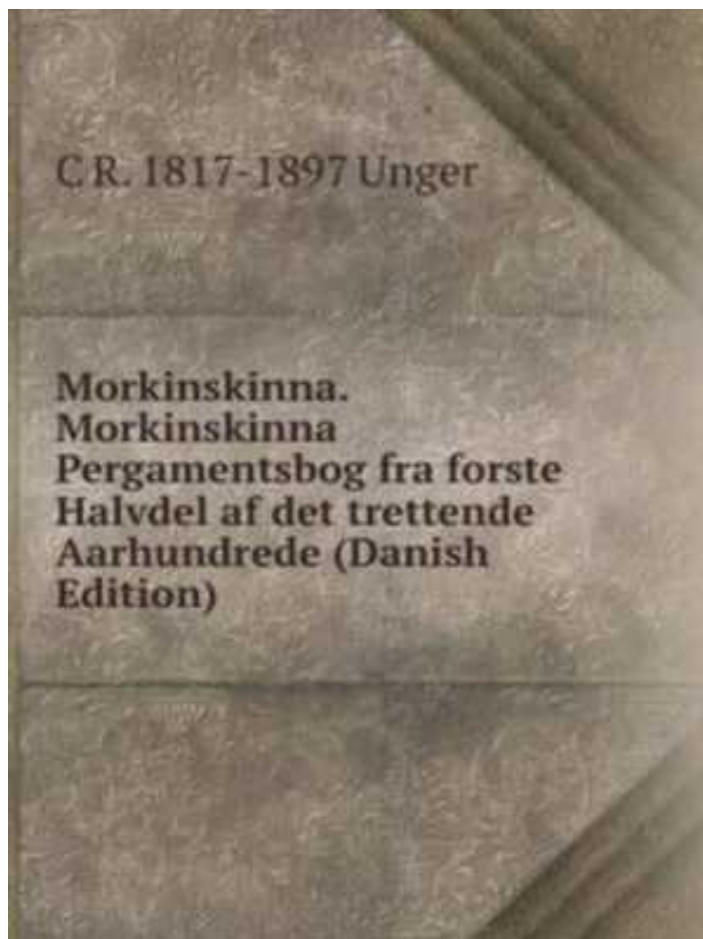 C.R. 1817-1897 Unger
Morkinskinna.
Morkinskinna
Pergamentsbog fra forste
Halvdel af det trettende
Aarhundrede (Danish
Edition)